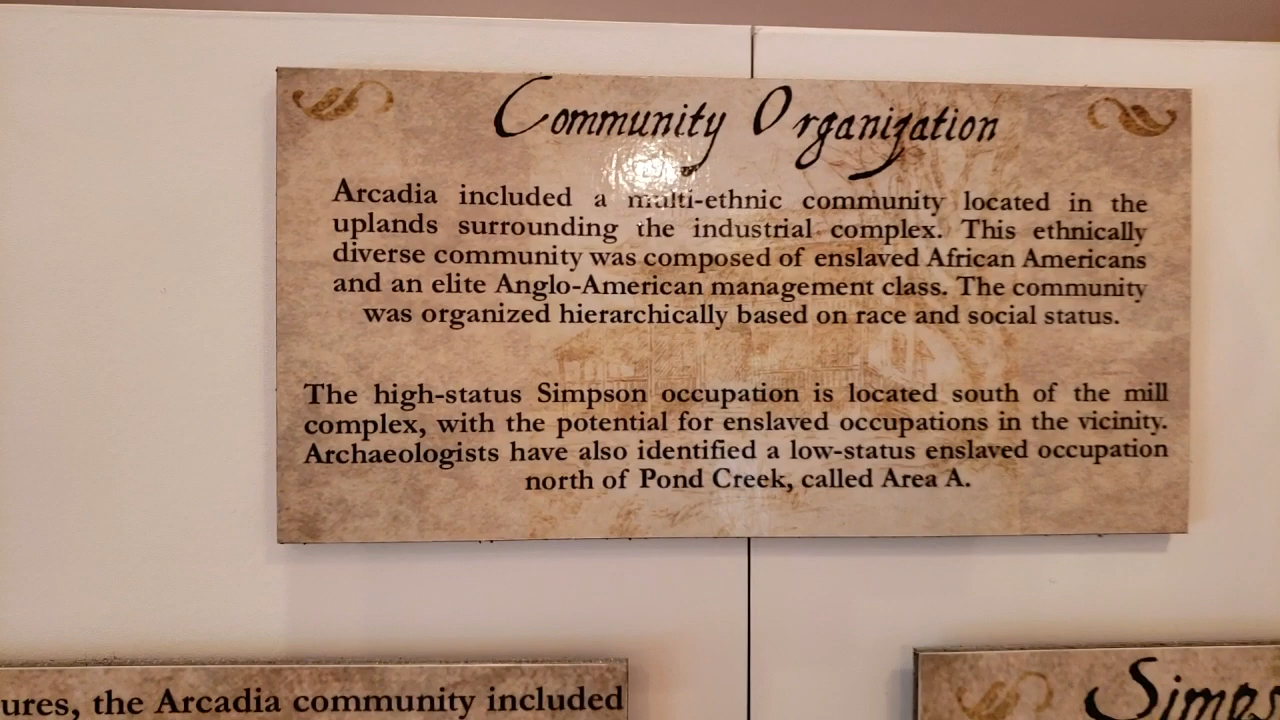 Community Organization
Arcadia included a multi-ethnic community located in the
uplands surrounding the industrial complex. This ethnically
diverse community was composed of enslaved African Americans
and an elite Anglo-American management class. The community
was organized hierarchically based on race and social status.
The high-status Simpson occupation is located south of the mill
complex, with the potential for enslaved occupations in the vicinity.
Archaeologists have also identified a low-status enslaved occupation
north of Pond Creek, called Area A.
ures, the Arcadia community included
Simps